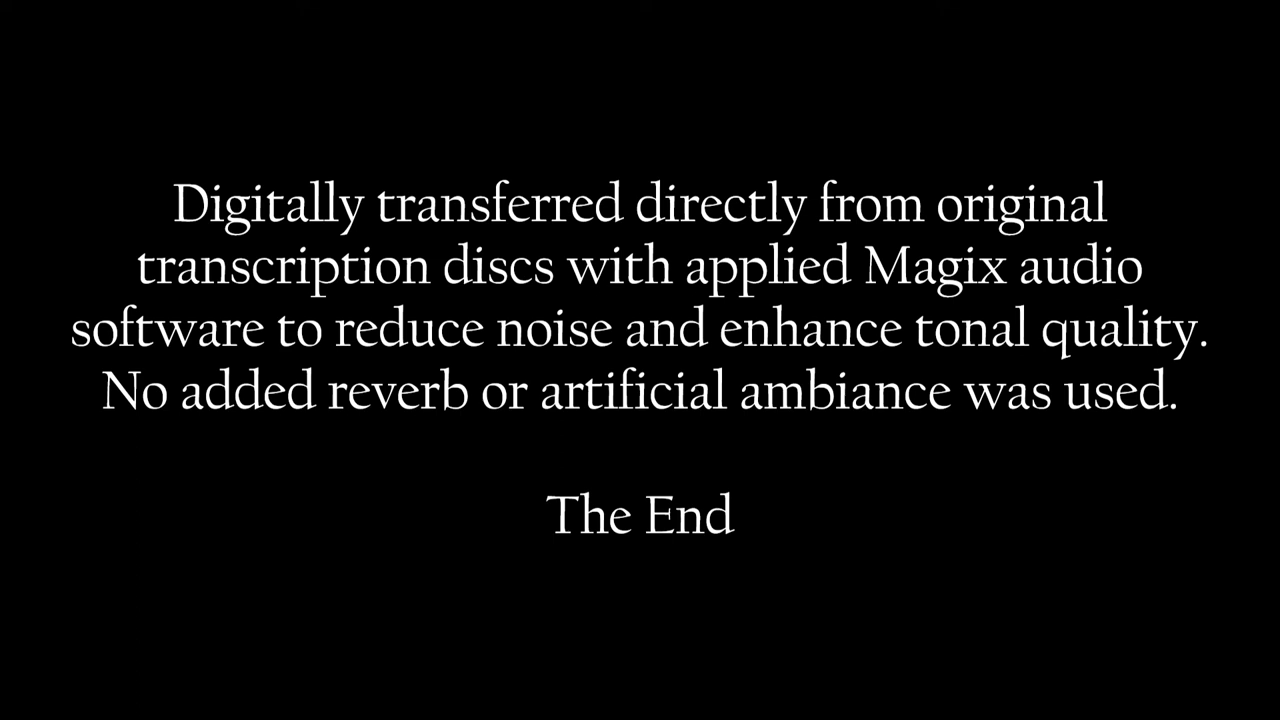 Digitally transferred directly from original
transcription discs with applied Magix audio
software to reduce noise and enhance tonal quality.
No added reverb or artificial ambiance was used.
The End